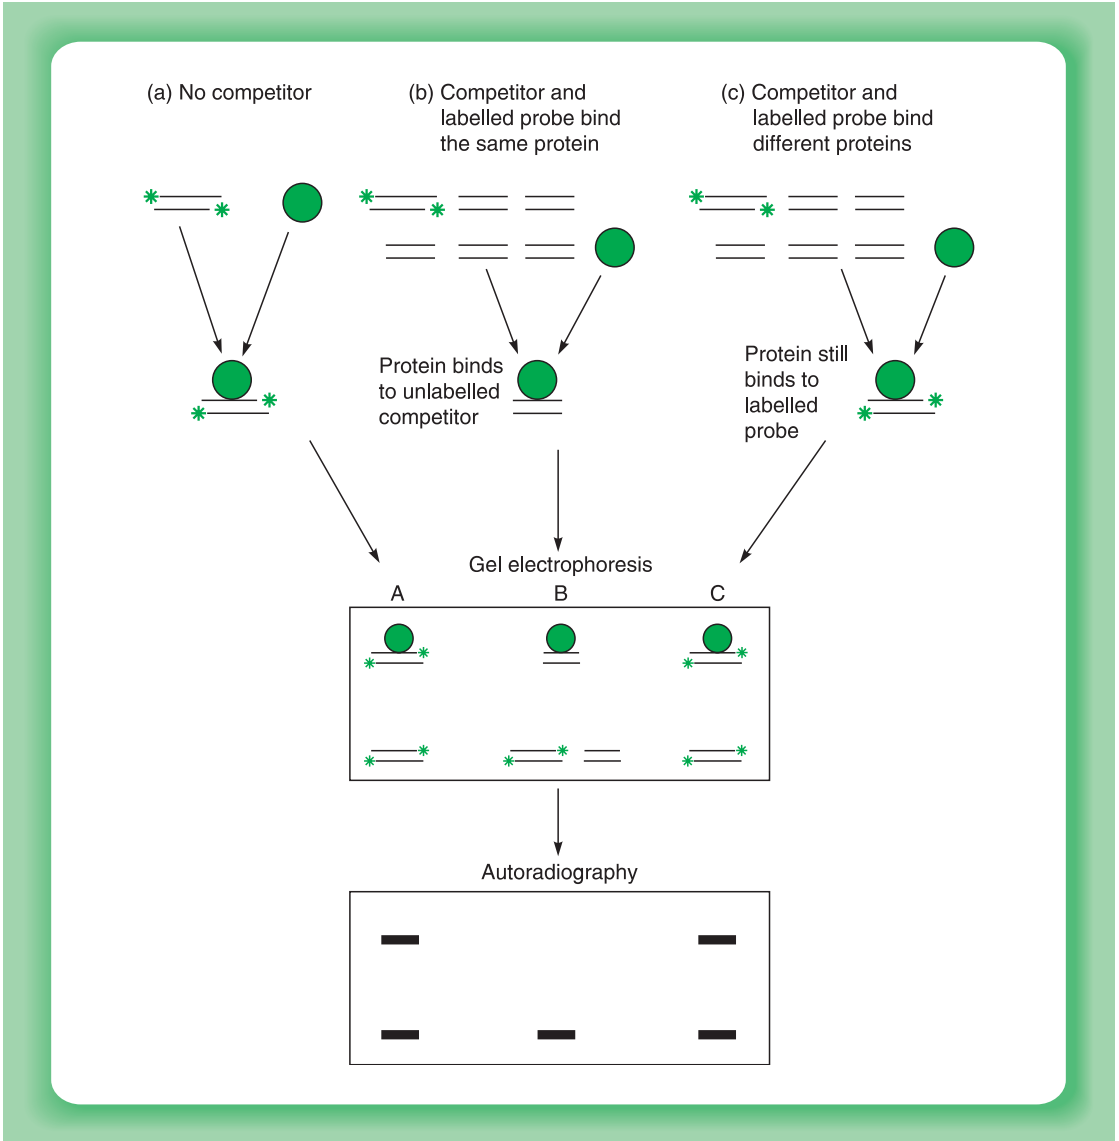 (a) No competitor
(b) Competitor and
labelled probe bind
the same protein
(c) Competitor and
labelled probe bind
different proteins
Protein binds
to unlabelled
competitor
Protein still
binds to
labelled
probe
Gel electrophoresis
A
B
C
Autoradiography